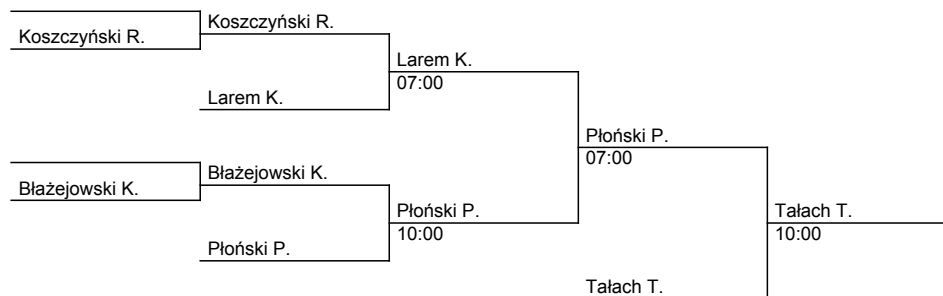 Koszczyński R.
Koszczyński R.
Larem K.
07:00
Larem K.
Płoński P.
07:00
Błażejowski K.
Błażejowski K.
Płoński P.
10:00
Tałach T.
10:00
Płoński P.
Tałach T.